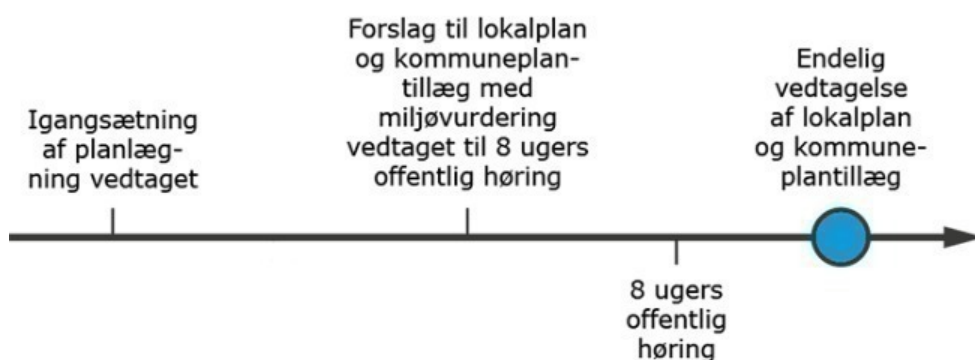 Igangsætning
af planlæg-
ning vedtaget
Forslag til lokalplan
og kommuneplan-
tillæg med
miljøvurdering
vedtaget til 8 ugers
offentlig høring
8 ugers
offentlig
høring
Endelig
vedtagelse
af lokalplan
og kommune-
plantillæg